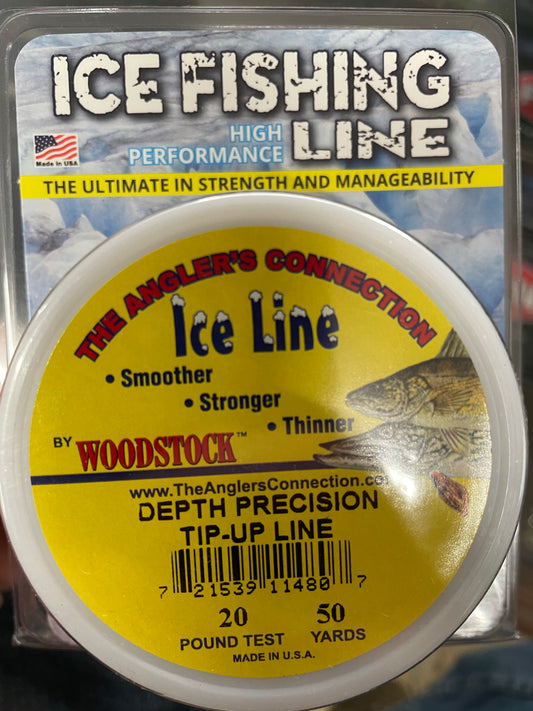 ICE FISHING
HIGH
PERFORMANCE LINE
Made in USA
THE ULTIMATE IN STRENGTH AND MANAGEABILITY
THE ANGLER'S CONNECTION
Ice Line
• Smoother
• Stronger
• Thinner
BY WOODSTOCK™
www.TheAnglersConnection.co
DEPTH PRECISION
TIP-UP LINE
7 21539 11480 7
20 50
POUND TEST YARDS
MADE IN U.S.A.